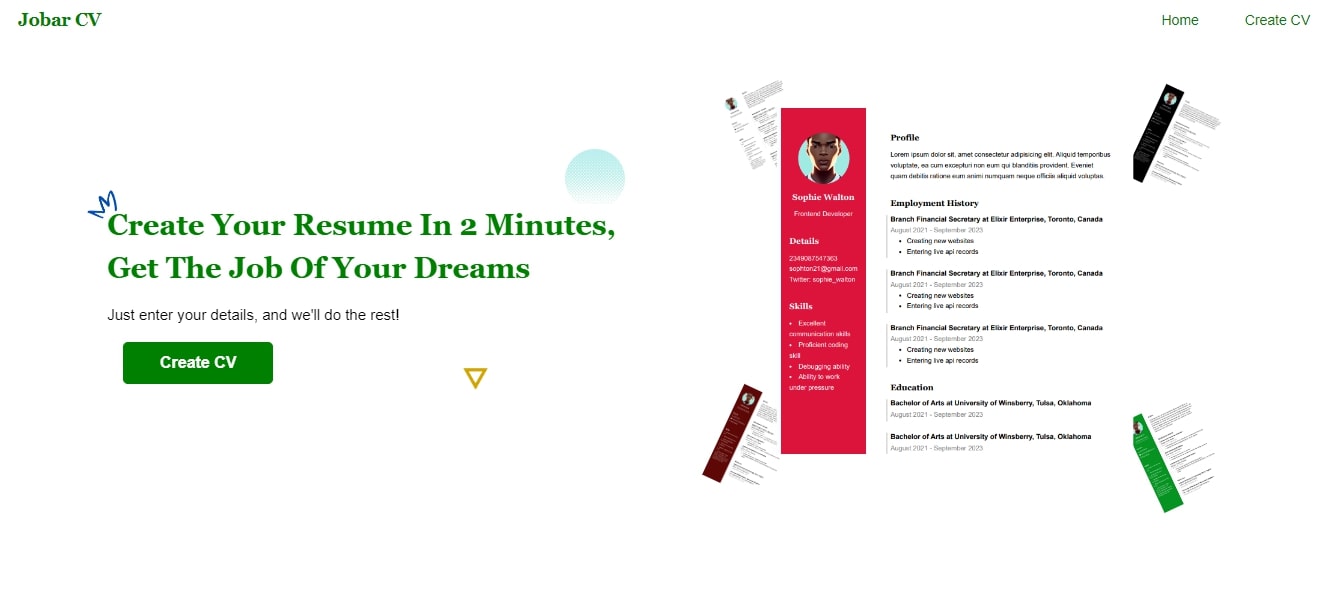 Jobar CV
Home
Create CV
Create Your Resume In 2 Minutes,
Get The Job Of Your Dreams
Just enter your details, and we'll do the rest!
Create CV
Sophie Walton
Frontend Developer
Details
2349087547363
sophton21@gmail.com
Twitter: sophie_walton
Skills
• Excellent
communication skills
• Proficient coding
skill
• Debugging ability
• Ability to work
under pressure
Profile
Lorem ipsum dolor sit, amet consectetur adipisicing elit. Aliquid temporibus
voluptate, ea cum excepturi non eum qui blanditiis provident. Eveniet
quam debitis ratione eum animi numquam neque officiis aliquid voluptas.
Employment History
Branch Financial Secretary at Elixir Enterprise, Toronto, Canada
August 2021 - September 2023
• Creating new websites
• Entering live api records
Branch Financial Secretary at Elixir Enterprise, Toronto, Canada
August 2021 - September 2023
• Creating new websites
• Entering live api records
Branch Financial Secretary at Elixir Enterprise, Toronto, Canada
August 2021 - September 2023
• Creating new websites
• Entering live api records
Education
Bachelor of Arts at University of Winsberry, Tulsa, Oklahoma
August 2021 - September 2023
Bachelor of Arts at University of Winsberry, Tulsa, Oklahoma
August 2021 - September 2023